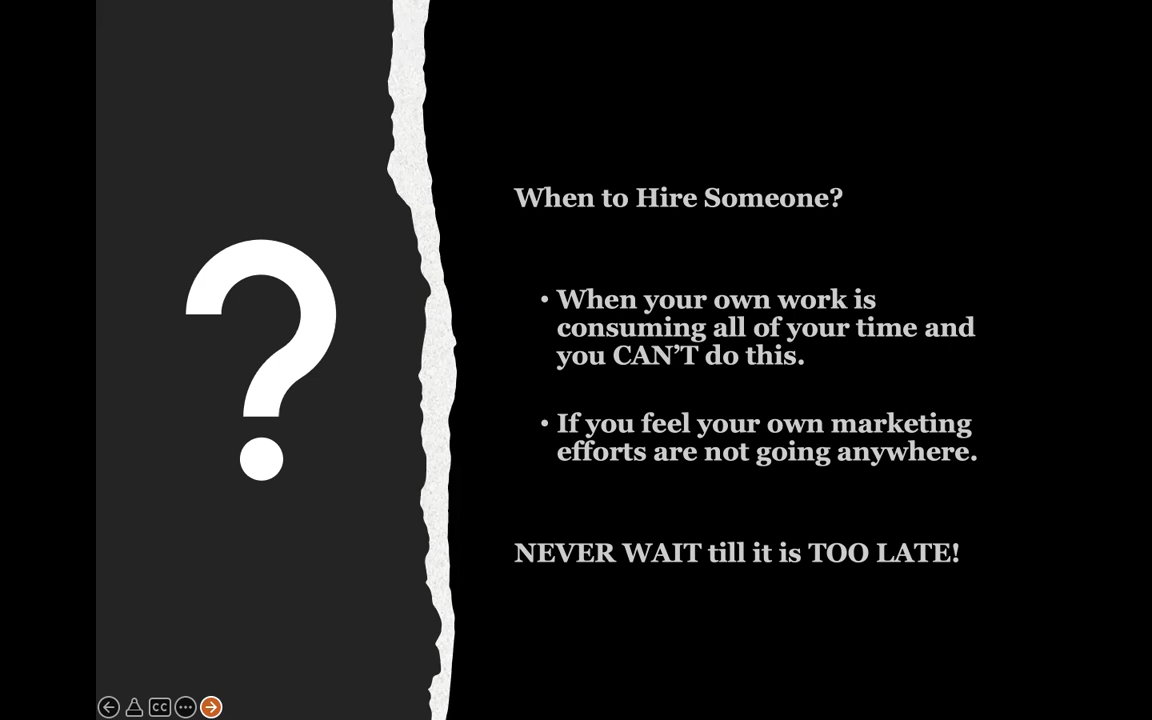 When to Hire Someone?
• When your own work is
consuming all of your time and
you CAN’T do this.
• If you feel your own marketing
efforts are not going anywhere.
NEVER WAIT till it is TOO LATE!
?
CC